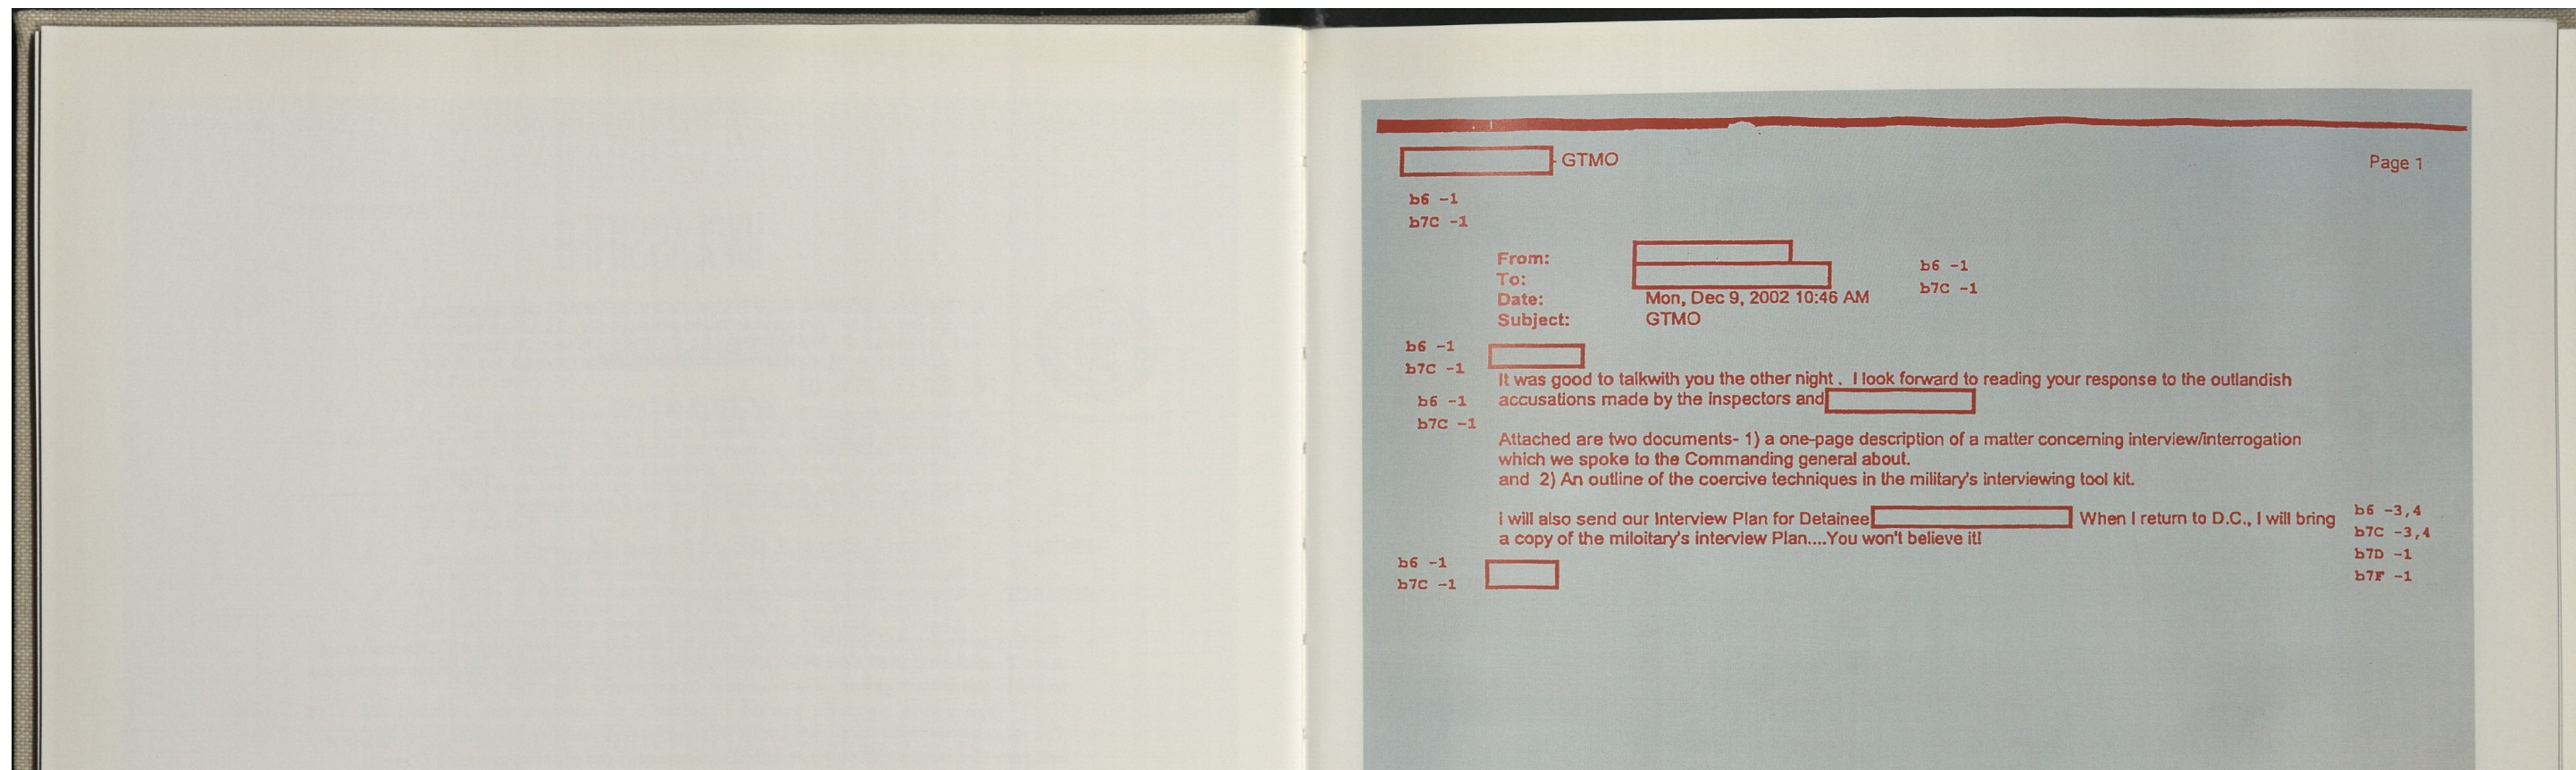 - GTMO Page 1
b6 -1
b7C -1
From:
To:
b6 -1
b7C -1
Date: Mon, Dec 9, 2002 10:46 AM
Subject: GTMO
b6 -1
b7C -1
It was good to talkwith you the other night . I look forward to reading your response to the outlandish
b6 -1 accusations made by the inspectors and
b7C -1
Attached are two documents- 1) a one-page description of a matter concerning interview/interrogation
which we spoke to the Commanding general about.
and 2) An outline of the coercive techniques in the military's interviewing tool kit.
i will also send our Interview Plan for Detainee When I return to D.C., I will bring b6 -3,4
a copy of the miloitary's interview Plan....You won't believe it! b7C -3,4
b7D -1
b7F -1
b6 -1
b7C -1